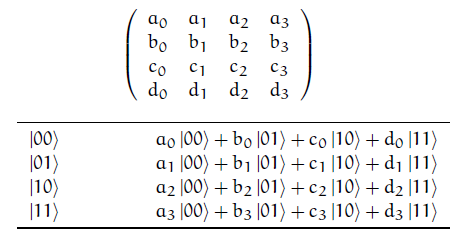 a₀ a₁ a₂ a₃
b₀ b₁ b₂ b₃
c₀ c₁ c₂ c₃
d₀ d₁ d₂ d₃
|00⟩ a₀ |00⟩ + b₀ |01⟩ + c₀ |10⟩ + d₀ |11⟩
|01⟩ a₁ |00⟩ + b₁ |01⟩ + c₁ |10⟩ + d₁ |11⟩
|10⟩ a₂ |00⟩ + b₂ |01⟩ + c₂ |10⟩ + d₂ |11⟩
|11⟩ a₃ |00⟩ + b₃ |01⟩ + c₃ |10⟩ + d₃ |11⟩